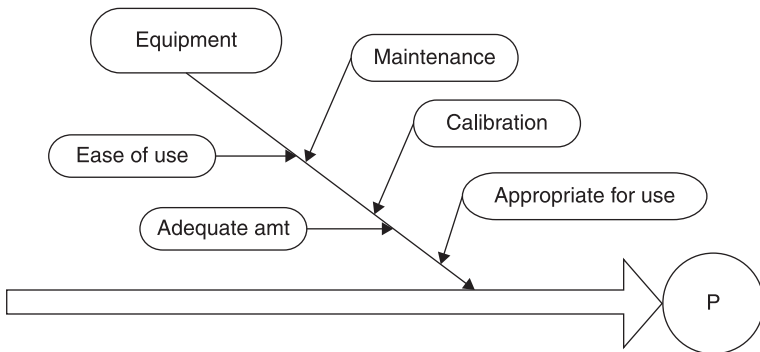 Equipment
Maintenance
Calibration
Ease of use
Appropriate for use
Adequate amt
P